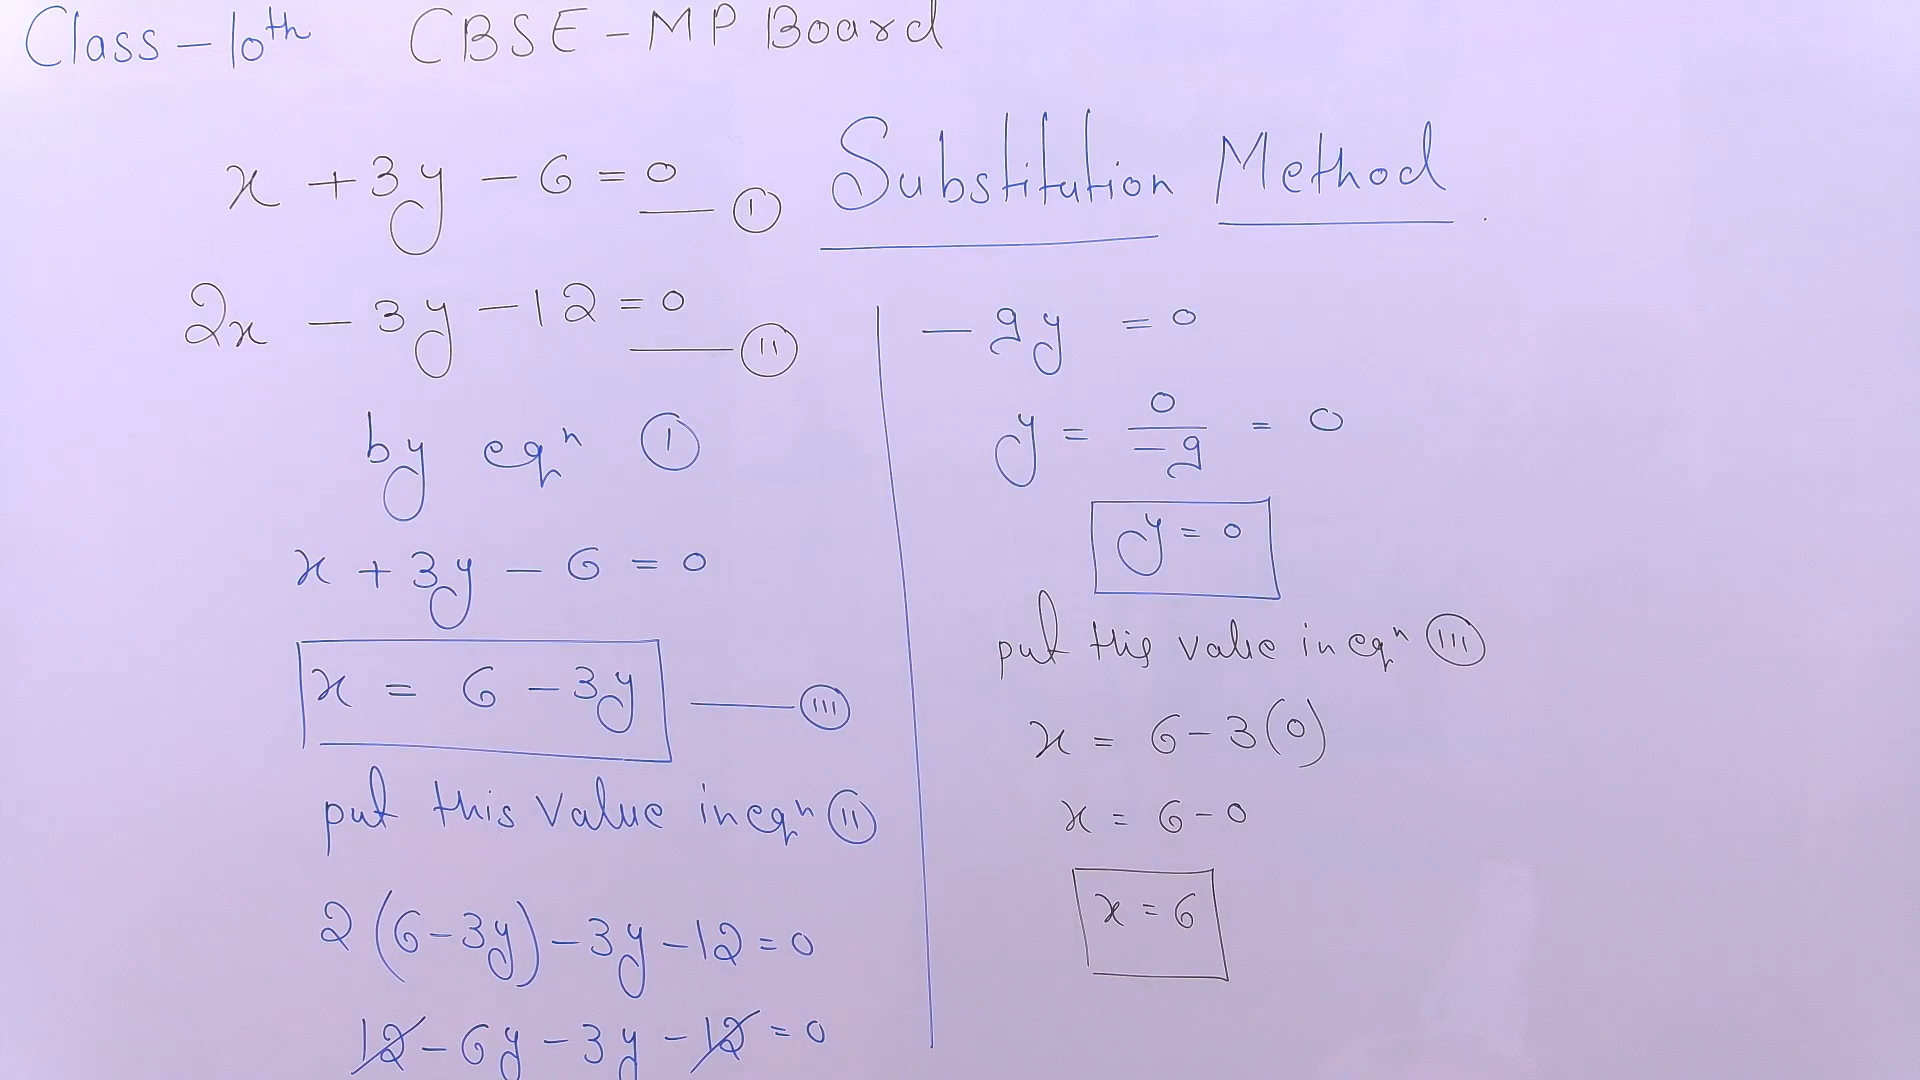 Class - 10th CBSE - MP Board
Substitution Method
x + 3y - 6 = 0 — (I)
2x - 3y - 12 = 0 — (II)
by eqⁿ (I)
x + 3y - 6 = 0
x = 6 - 3y — (III)
put this value in eqⁿ (II)
2(6-3y) - 3y - 12 = 0
12 - 6y - 3y - 12 = 0
- 9y = 0
y = 0/-9 = 0
y = 0
put this value in eqⁿ (III)
x = 6 - 3(0)
x = 6 - 0
x = 6